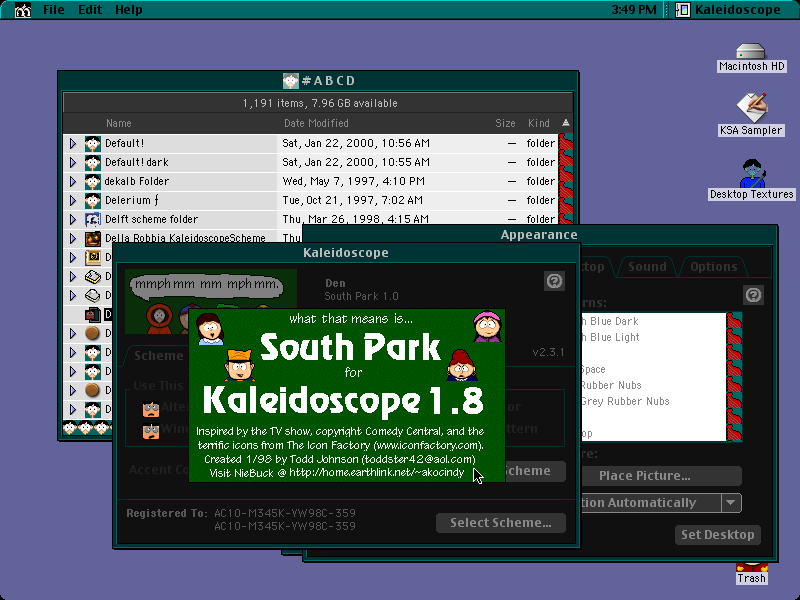 File Edit Help
3:49 PM Kaleidoscope
Macintosh HD
KSA Sampler
Desktop Textures
Trash
#ABCD
1,191 items, 7.96 GB available
Name Date Modified Size Kind
Default! Sat, Jan 22, 2000, 10:56 AM — folder
Default! dark Sat, Jan 22, 2000, 10:55 AM — folder
dekalb Folder Wed, May 7, 1997, 4:10 PM — folder
Delerium ƒ Tue, Oct 21, 1997, 7:02 AM — folder
Delft scheme folder Thu, Mar 26, 1998, 4:15 AM — folder
Della Robbia KaleidoscopeScheme Thu
D
D
D
D
D
D
D
D
Appearance
top Sound Options
rns:
h Blue Dark
h Blue Light
Space
Rubber Nubs
Grey Rubber Nubs
op
re:
Place Picture...
tion Automatically
Set Desktop
Kaleidoscope
mmph mm mm mph mm.
Den
South Park 1.0
Scheme
v2.3.1
Use This
Alte
or
Win
ttern
Accent Co
cheme
Registered To: AC10-M345K-YW98C-359
AC10-M345K-YW98C-359
Select Scheme...
what that means is...
South Park
for
Kaleidoscope 1.8
Inspired by the TV show, copyright Comedy Central, and the
terrific icons from The Icon Factory (www.iconfactory.com).
Created 1/98 by Todd Johnson (toddster42@aol.com)
Visit NieBuck @ http://home.earthlink.net/~akocindy